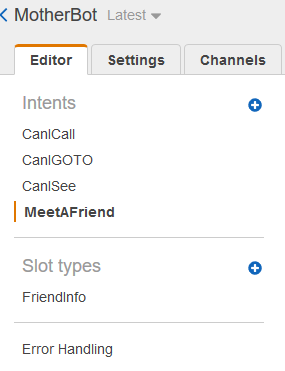 MotherBot Latest
Editor Settings Channels
Intents
CanICall
CanIGOTO
CanISee
MeetAFriend
Slot types
FriendInfo
Error Handling